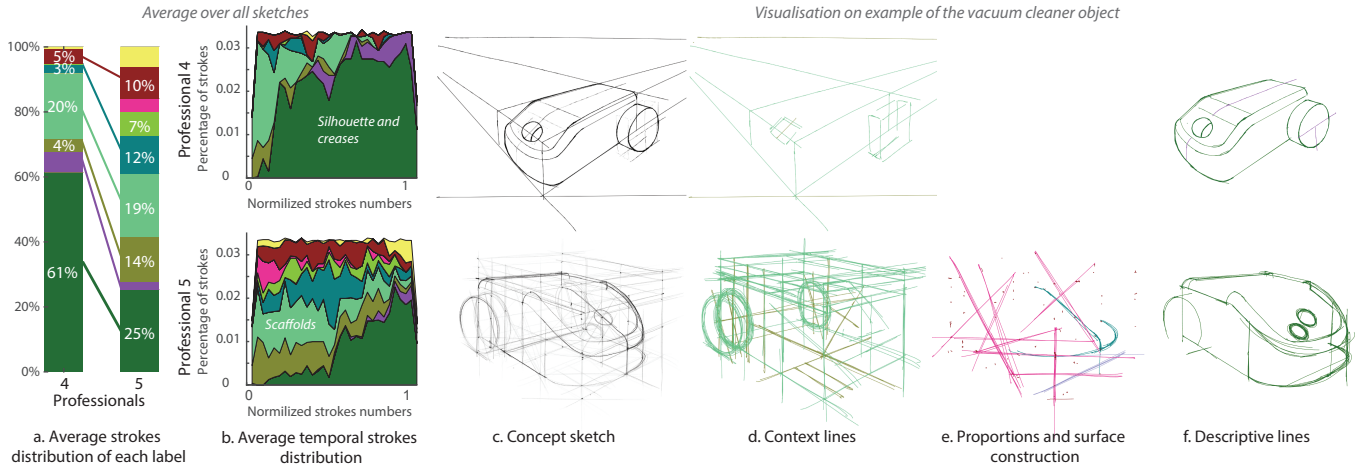 Average over all sketches
Visualisation on example of the vacuum cleaner object
100%
80%
60%
40%
20%
0%
5%
3%
20%
4%
61%
10%
7%
12%
19%
14%
25%
4
5
Professionals
Professional 4
Percentage of strokes
0.03
0.02
0.01
0
Silhouette and
creases
0
1
Normilized strokes numbers
Professional 5
Percentage of strokes
0.03
0.02
0.01
0
Scaffolds
0
1
Normilized strokes numbers
a. Average strokes
distribution of each label
b. Average temporal strokes
distribution
c. Concept sketch
d. Context lines
e. Proportions and surface
construction
f. Descriptive lines